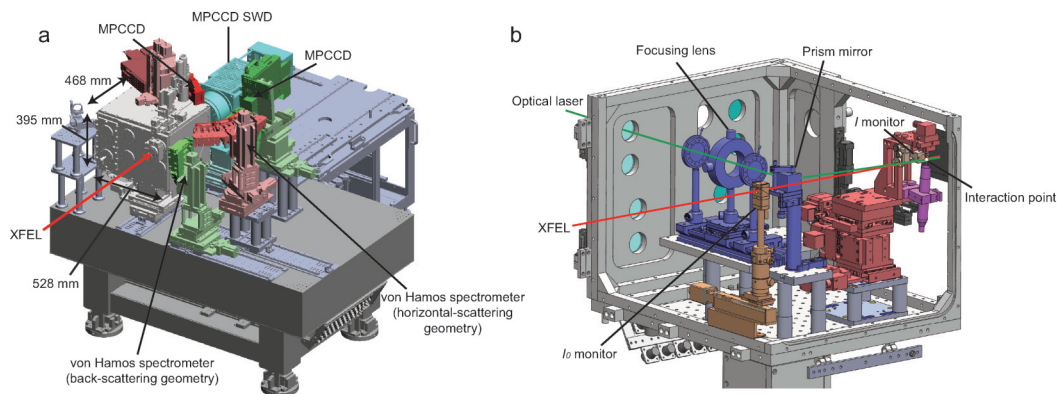 a
MPCCD
MPCCD SWD
MPCCD
468 mm
395 mm
XFEL
528 mm
von Hamos spectrometer
(horizontal-scattering
geometry)
von Hamos spectrometer
(back-scattering geometry)
b
Focusing lens
Prism mirror
Optical laser
I monitor
Interaction point
XFEL
I0 monitor